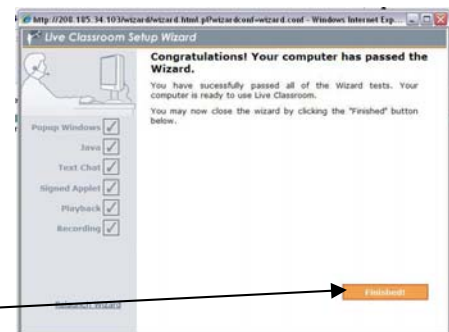 http://208.185.34.103/wizard/wizard.html.pl?wizardconf=wizard.conf - Windows Internet Exp...
Live Classroom Setup Wizard
Congratulations! Your computer has passed the
Wizard.
You have sucessfully passed all of the Wizard tests. Your
computer is ready to use Live Classroom.
You may now close the wizard by clicking the "Finished" button
below.
Popup Windows
Java
Text Chat
Signed Applet
Playback
Recording
Relaunch Wizard
Finished!